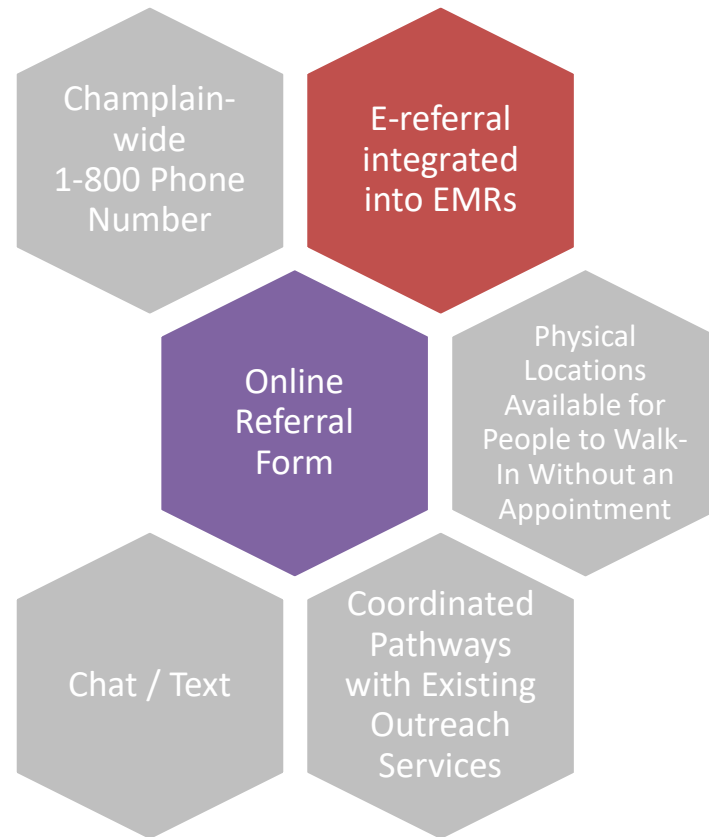 Champlain-
wide
1-800 Phone
Number
E-referral
integrated
into EMRs
Online
Referral
Form
Physical
Locations
Available for
People to Walk-
In Without an
Appointment
Chat / Text
Coordinated
Pathways
with Existing
Outreach
Services